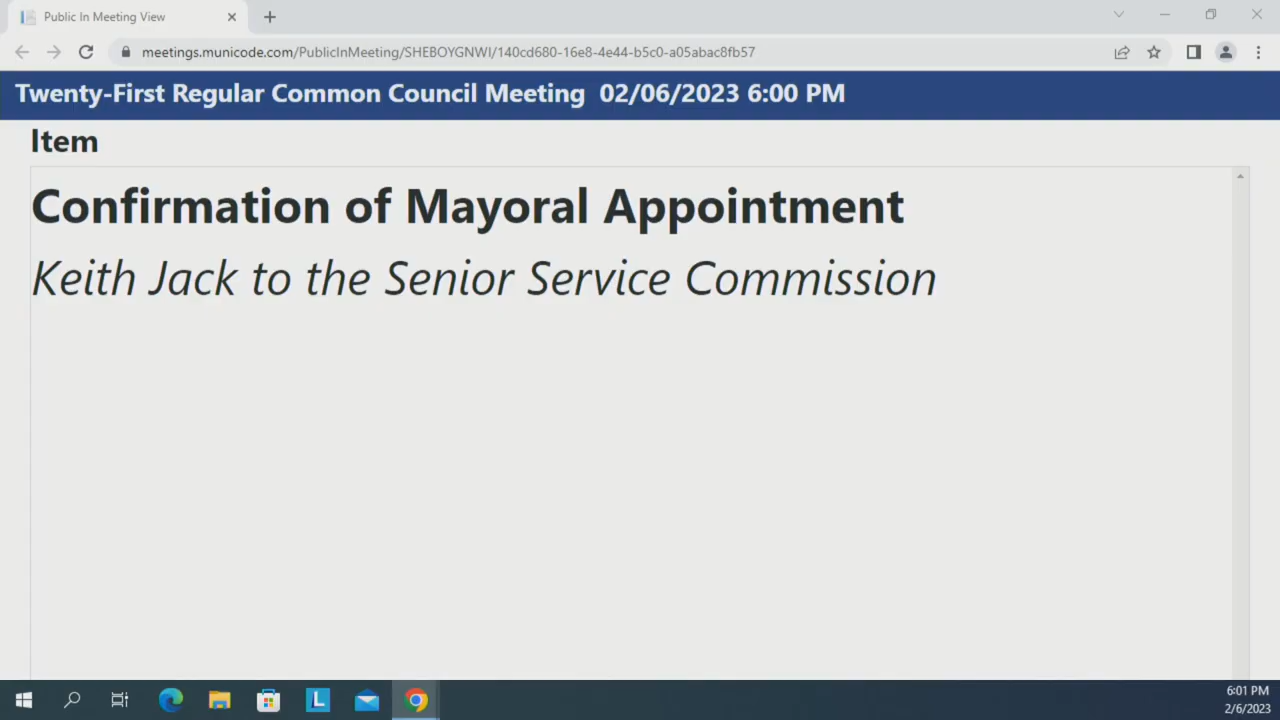 Public In Meeting View
meetings.municode.com/PublicInMeeting/SHEBOYGNWI/140cd680-16e8-4e44-b5c0-a05abac8fb57
Twenty-First Regular Common Council Meeting 02/06/2023 6:00 PM
Item
Confirmation of Mayoral Appointment
Keith Jack to the Senior Service Commission
L
6:01 PM
2/6/2023